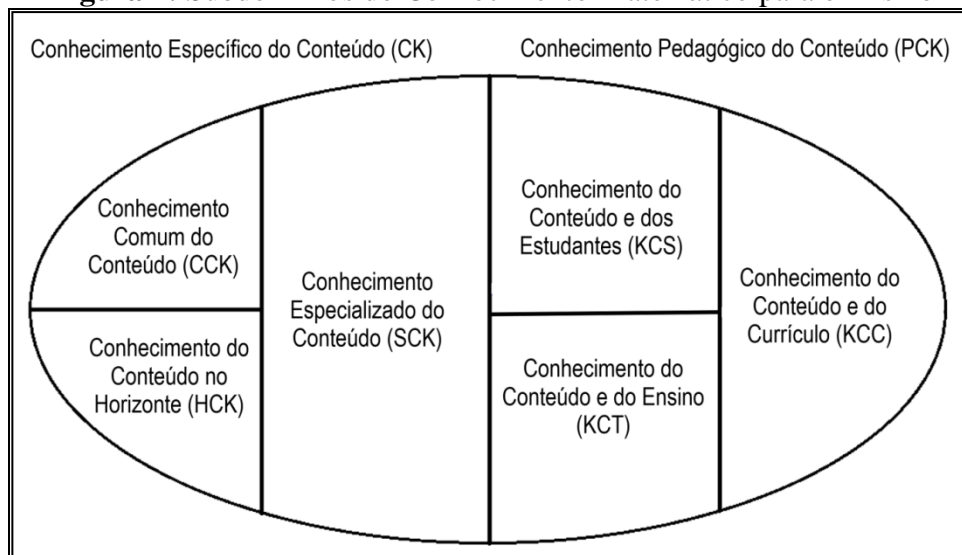 Conhecimento Específico do Conteúdo (CK)
Conhecimento Pedagógico do Conteúdo (PCK)
Conhecimento
Comum do
Conteúdo (CCK)
Conhecimento do
Conteúdo no
Horizonte (HCK)
Conhecimento
Especializado do
Conteúdo (SCK)
Conhecimento do
Conteúdo e dos
Estudantes (KCS)
Conhecimento do
Conteúdo e do Ensino
(KCT)
Conhecimento do
Conteúdo e do
Currículo (KCC)